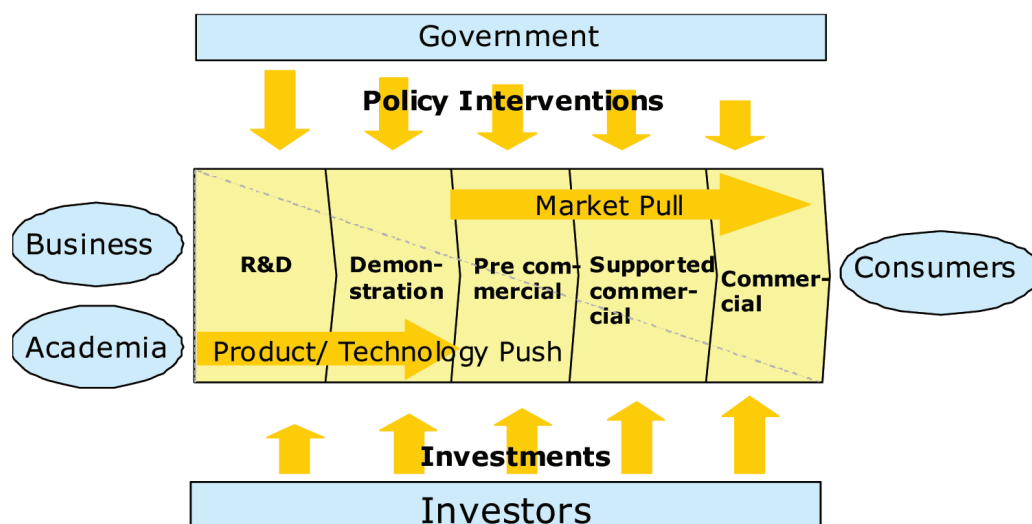 Government
Policy Interventions
Market Pull
Business
R&D
Demon-
stration
Pre com-
mercial
Supported
commer-
cial
Commer-
cial
Consumers
Academia
Product/ Technology Push
Investments
Investors